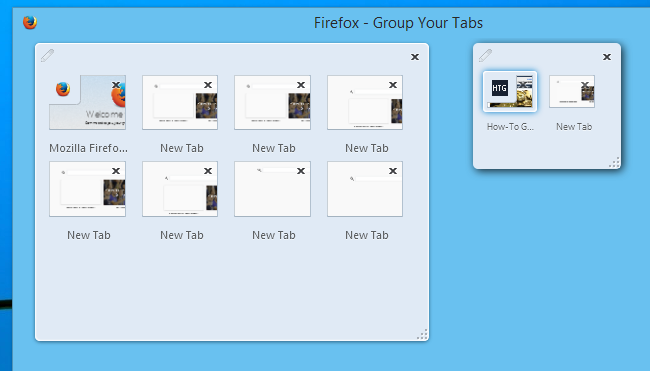 Firefox - Group Your Tabs
HTG
Welcome
Mozilla Firefo... New Tab New Tab New Tab
How-To G... New Tab
New Tab New Tab New Tab New Tab